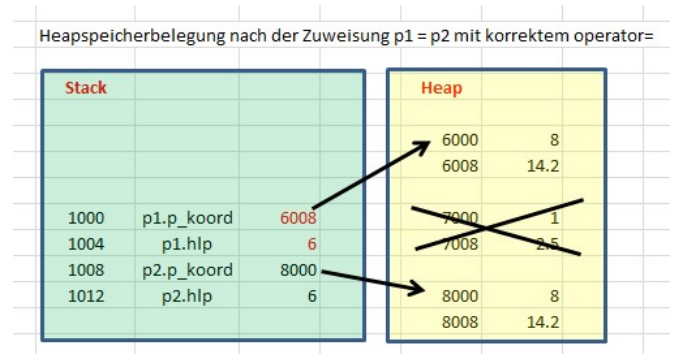 Heapspeicherbelegung nach der Zuweisung p1 = p2 mit korrektem operator=
Stack Heap
6000 8
6008 14.2
1000 p1.p_koord 6008 7000 1
1004 p1.hlp 6 7008 2.5
1008 p2.p_koord 8000
1012 p2.hlp 6 8000 8
8008 14.2